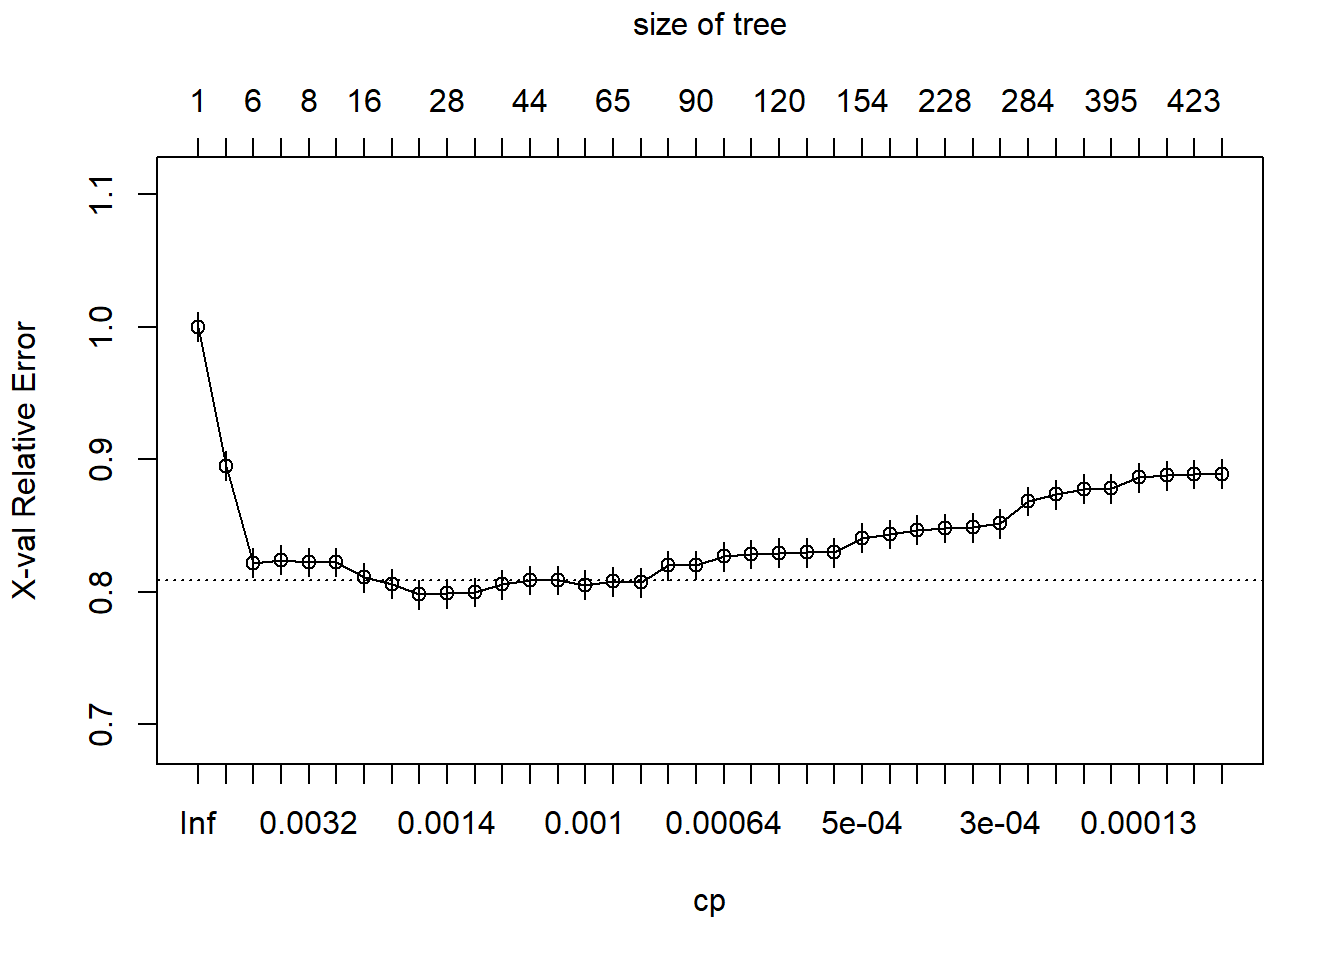 size of tree
1 6 8 16 28 44 65 90 120 154 228 284 395 423
1.1
1.0
0.9
0.8
0.7
X-val Relative Error
Inf 0.0032 0.0014 0.001 0.00064 5e-04 3e-04 0.00013
cp